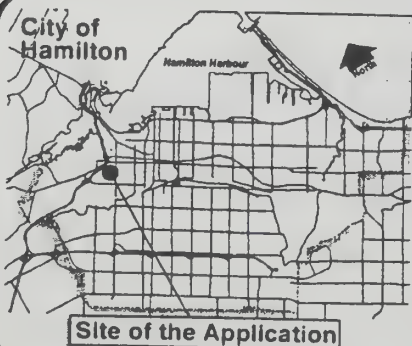 City of
Hamilton
Hamilton Harbour
North
Site of the Application